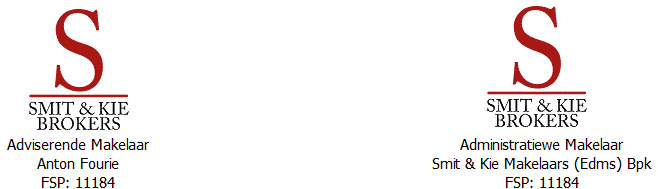 S
SMIT & KIE
BROKERS
Adviserende Makelaar
Anton Fourie
FSP: 11184
S
SMIT & KIE
BROKERS
Administratiewe Makelaar
Smit & Kie Makelaars (Edms) Bpk
FSP: 11184